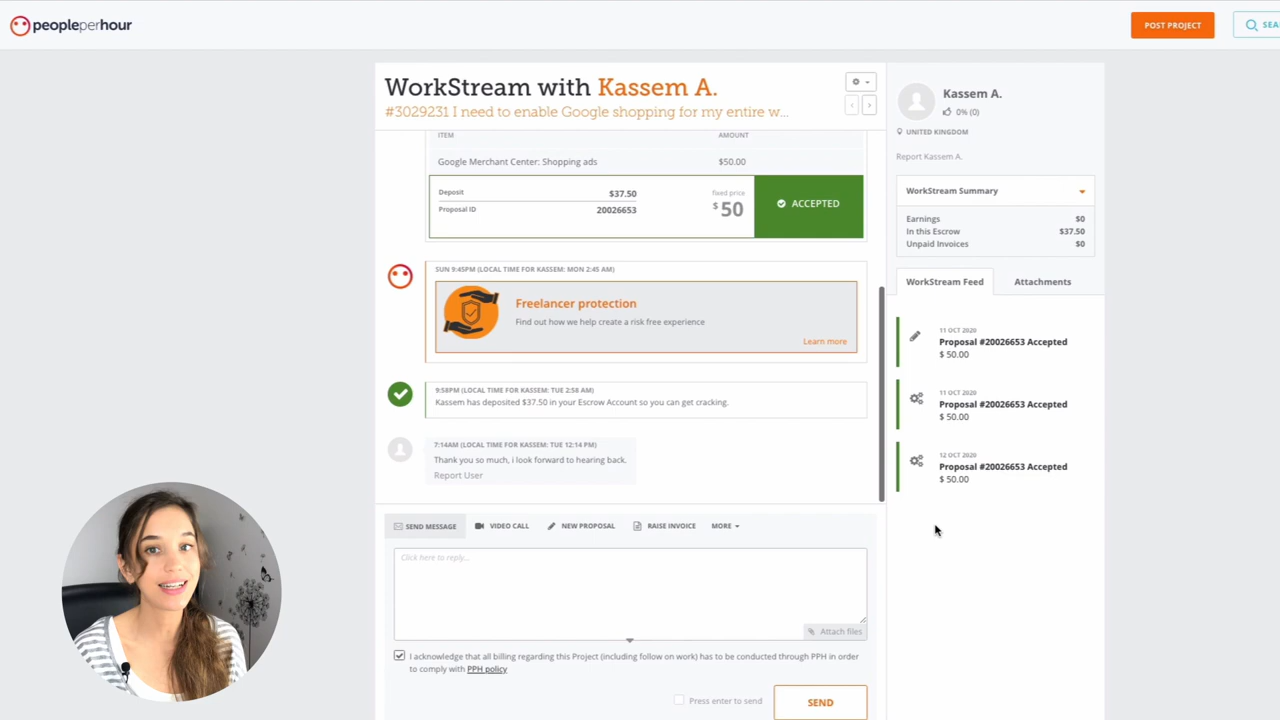 peopleperhour
POST PROJECT
SEA
WorkStream with Kassem A.
#3029231 I need to enable Google shopping for my entire w...
ITEM AMOUNT
Google Merchant Center: Shopping ads $50.00
Deposit $37.50
Proposal ID 20026653
fixed price
$50
ACCEPTED
SUN 9:45PM (LOCAL TIME FOR KASSEM: MON 2:45 AM)
Freelancer protection
Find out how we help create a risk free experience
Learn more
9:58PM (LOCAL TIME FOR KASSEM: TUE 2:58 AM)
Kassem has deposited $37.50 in your Escrow Account so you can get cracking.
7:14AM (LOCAL TIME FOR KASSEM: TUE 12:14 PM)
Thank you so much, i look forward to hearing back.
Report User
SEND MESSAGE VIDEO CALL NEW PROPOSAL RAISE INVOICE MORE
Click here to reply...
Attach files
I acknowledge that all billing regarding this Project (including follow on work) has to be conducted through PPH in order
to comply with PPH policy
Press enter to send
SEND
Kassem A.
0% (0)
UNITED KINGDOM
Report Kassem A.
WorkStream Summary
Earnings $0
In this Escrow $37.50
Unpaid Invoices $0
WorkStream Feed Attachments
11 OCT 2020
Proposal #20026653 Accepted
$ 50.00
11 OCT 2020
Proposal #20026653 Accepted
$ 50.00
12 OCT 2020
Proposal #20026653 Accepted
$ 50.00